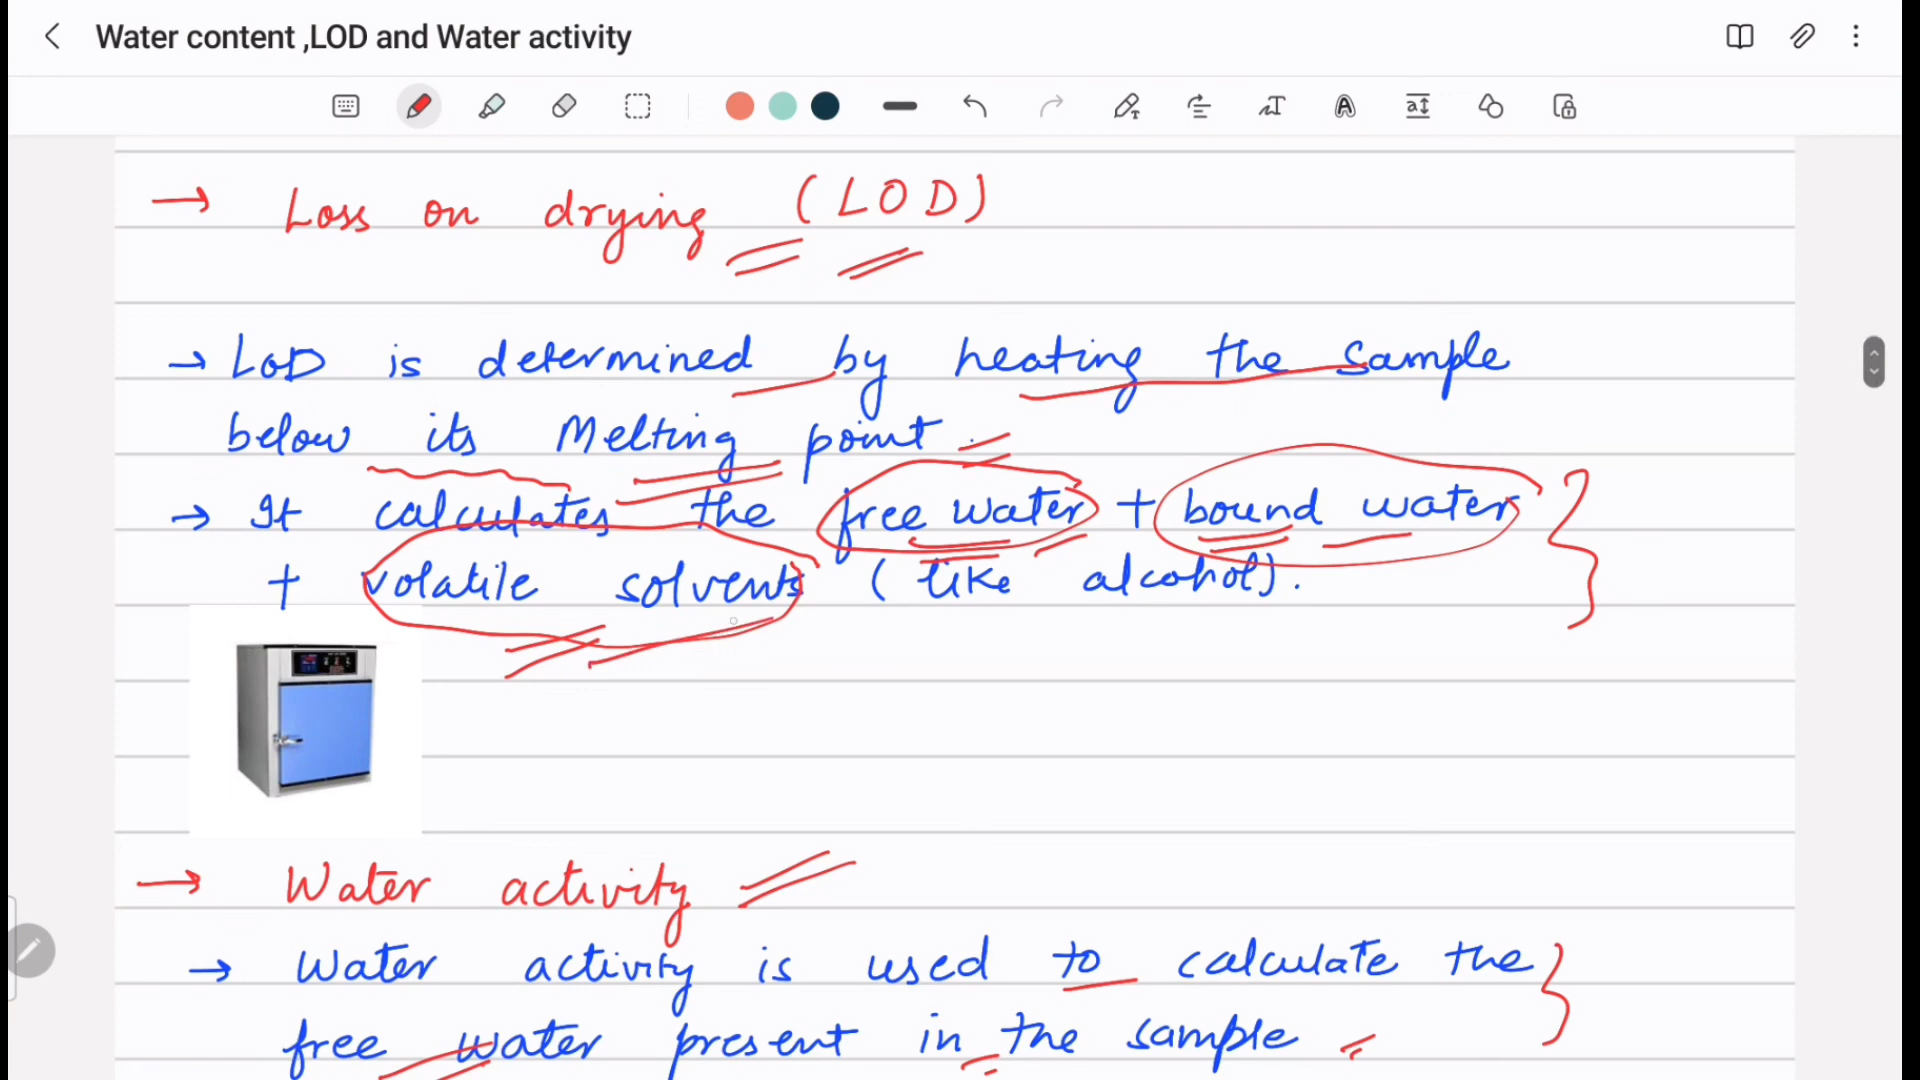 Water content ,LOD and Water activity
→ Loss on drying (LOD)
→ LOD is determined by heating the sample
below its Melting point.
→ It calculates the free water + bound water
+ volatile solvents (like alcohol).
→ Water activity
→ Water activity is used to calculate the
free water present in the sample